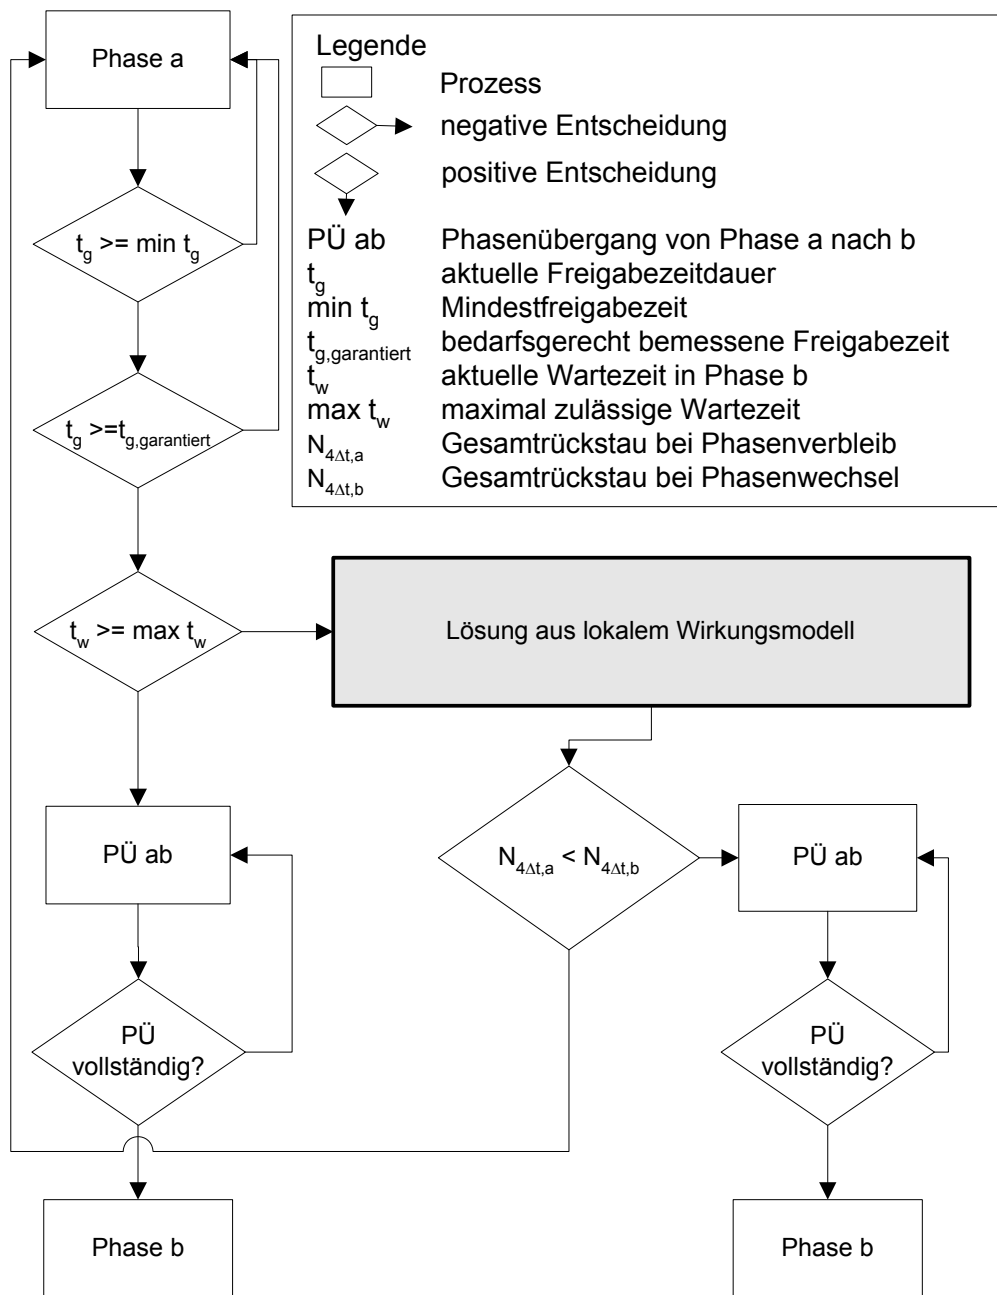 Phase a
Legende
Prozess
negative Entscheidung
positive Entscheidung
PÜ ab Phasenübergang von Phase a nach b
t_g aktuelle Freigabezeitdauer
min t_g Mindestfreigabezeit
t_g,garantiert bedarfsgerecht bemessene Freigabezeit
t_w aktuelle Wartezeit in Phase b
max t_w maximal zulässige Wartezeit
N_4Δt,a Gesamtrückstau bei Phasenverbleib
N_4Δt,b Gesamtrückstau bei Phasenwechsel
t_g >= min t_g
t_g >=t_g,garantiert
t_w >= max t_w
Lösung aus lokalem Wirkungsmodell
PÜ ab
N_4Δt,a < N_4Δt,b
PÜ ab
PÜ
vollständig?
PÜ
vollständig?
Phase b
Phase b